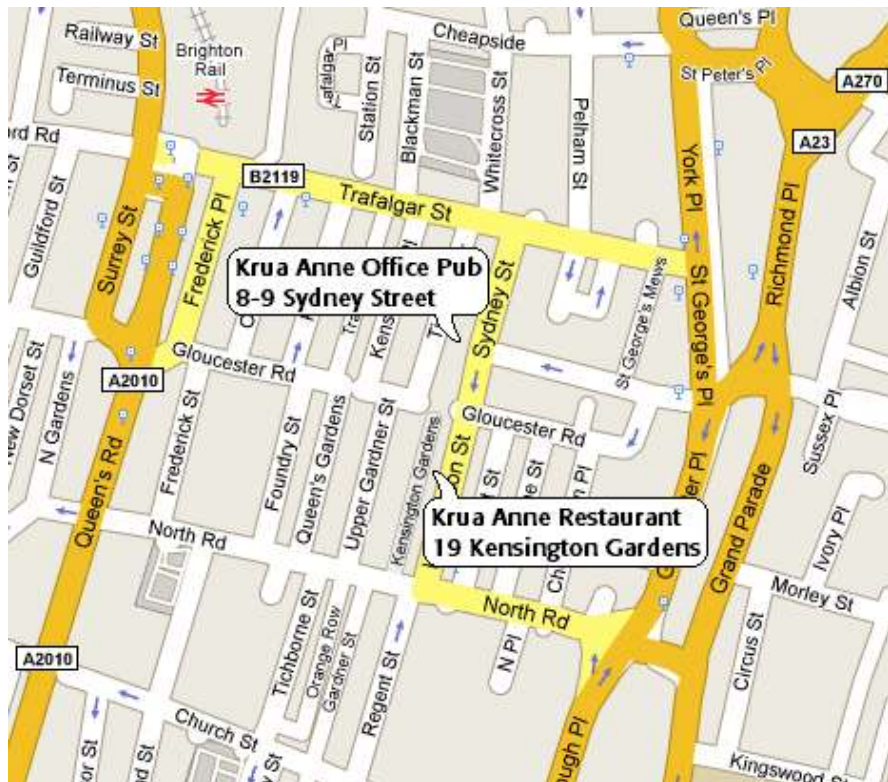 Queen's Pl
Railway St
Cheapside
Brighton
Rail
Trafalgar Pl
St Peter's Pl
Terminus St
Station St
Blackman St
Whitecross St
Pelham St
A270
A23
York Pl
B2119
Trafalgar St
Guildford St
Surrey St
Frederick Pl
Richmond Pl
Albion St
Krua Anne Office Pub
8-9 Sydney Street
Sydney St
St George's Mews
St George's Pl
Gloucester Rd
A2010
New Dorset St
N Gardens
Queen's Rd
Frederick St
Foundry St
Queen's Gardens
Upper Gardner St
Kensington Gardens
Gloucester Rd
Sussex Pl
Krua Anne Restaurant
19 Kensington Gardens
Grand Parade
Ivory Pl
North Rd
Morley St
North Rd
N Pl
Circus St
Tichborne St
Orange Row
Gardner St
Regent St
A2010
Church St
Kingswood St